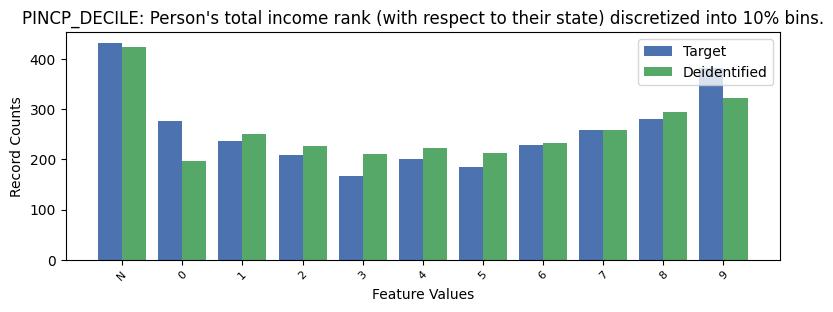 PINCP_DECILE: Person's total income rank (with respect to their state) discretized into 10% bins.
Target
Deidentified
Record Counts
400
300
200
100
0
N 0 1 2 3 4 5 6 7 8 9
Feature Values